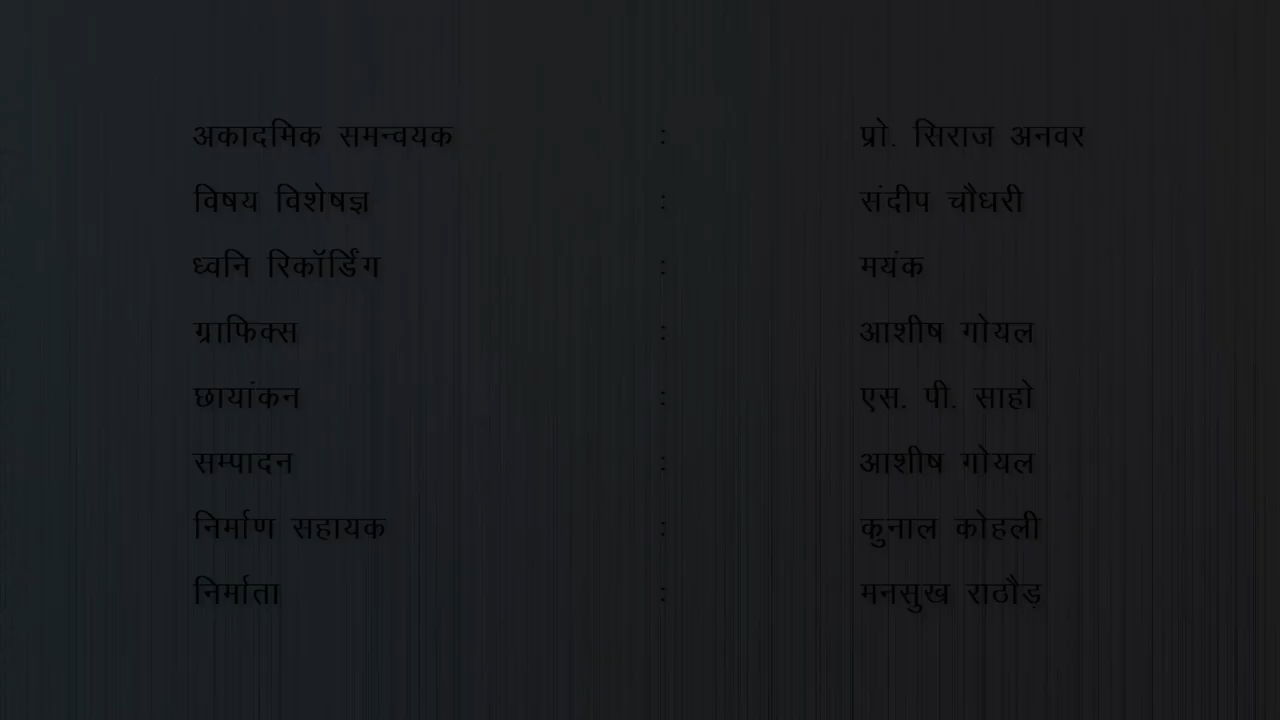 अकादमिक समन्वयक : प्रो. सिराज अनवर
विषय विशेषज्ञ : संदीप चौधरी
ध्वनि रिकॉर्डिंग : मयंक
ग्राफिक्स : आशीष गोयल
छायांकन : एस. पी. साहो
सम्पादन : आशीष गोयल
निर्माण सहायक : कुनाल कोहली
निर्माता : मनसुख राठौड़